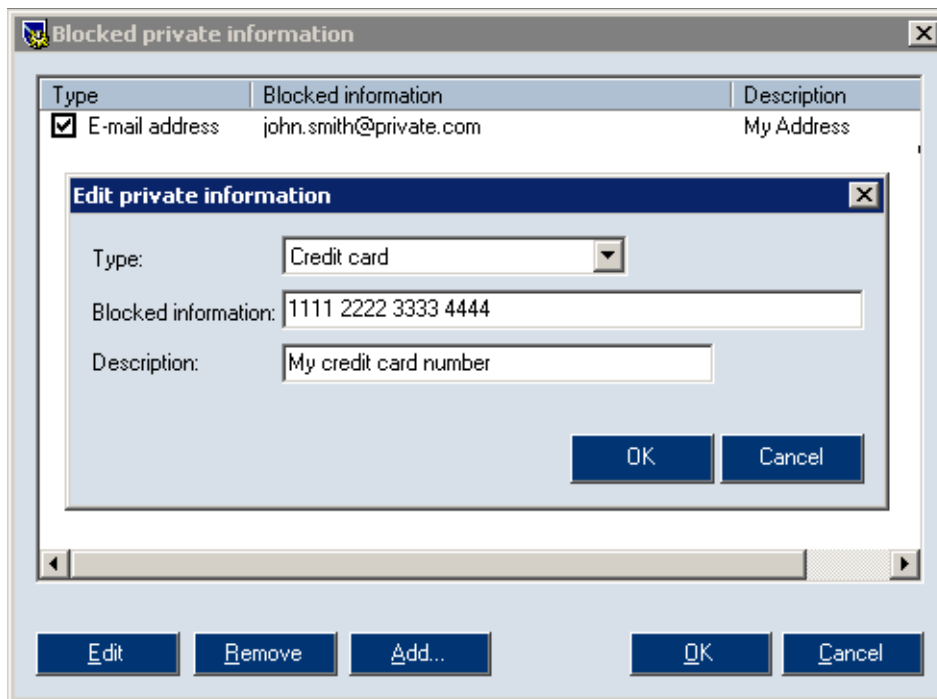 Blocked private information
Type Blocked information Description
E-mail address john.smith@private.com My Address
Edit private information
Type: Credit card
Blocked information: 1111 2222 3333 4444
Description: My credit card number
OK Cancel
Edit Remove Add... OK Cancel